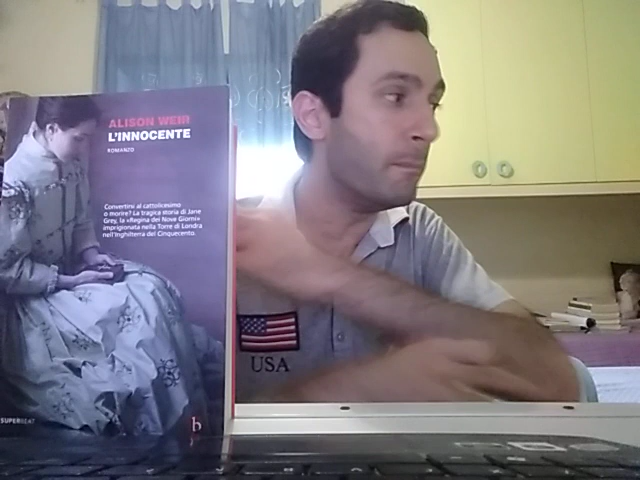 ALISON WEIR
L'INNOCENTE
ROMANZO
Convertirsi al cattolicesimo
o morire? La tragica storia di Jane
Grey, la «Regina dei Nove Giorni»
imprigionata nella Torre di Londra
nell'Inghilterra del Cinquecento.
SUPERBEAT
b
USA